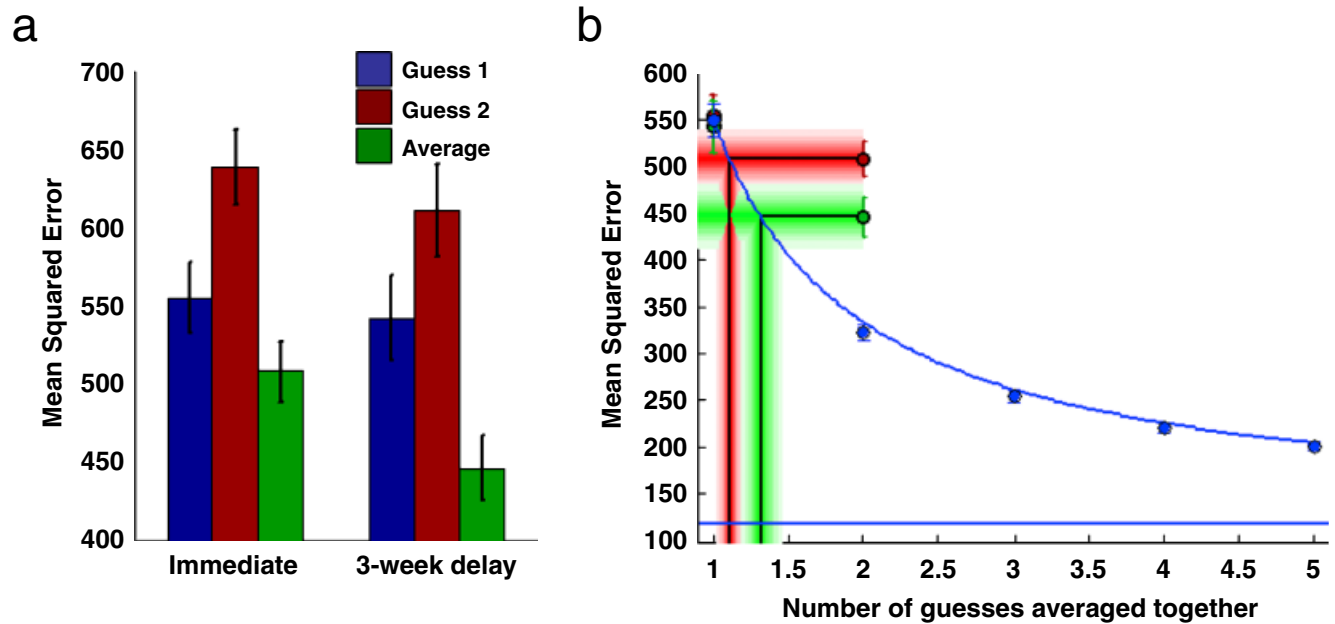 a
700
650
600
550
500
450
400
Mean Squared Error
Guess 1
Guess 2
Average
Immediate
3-week delay
b
600
550
500
450
400
350
300
250
200
150
100
Mean Squared Error
1 1.5 2 2.5 3 3.5 4 4.5 5
Number of guesses averaged together